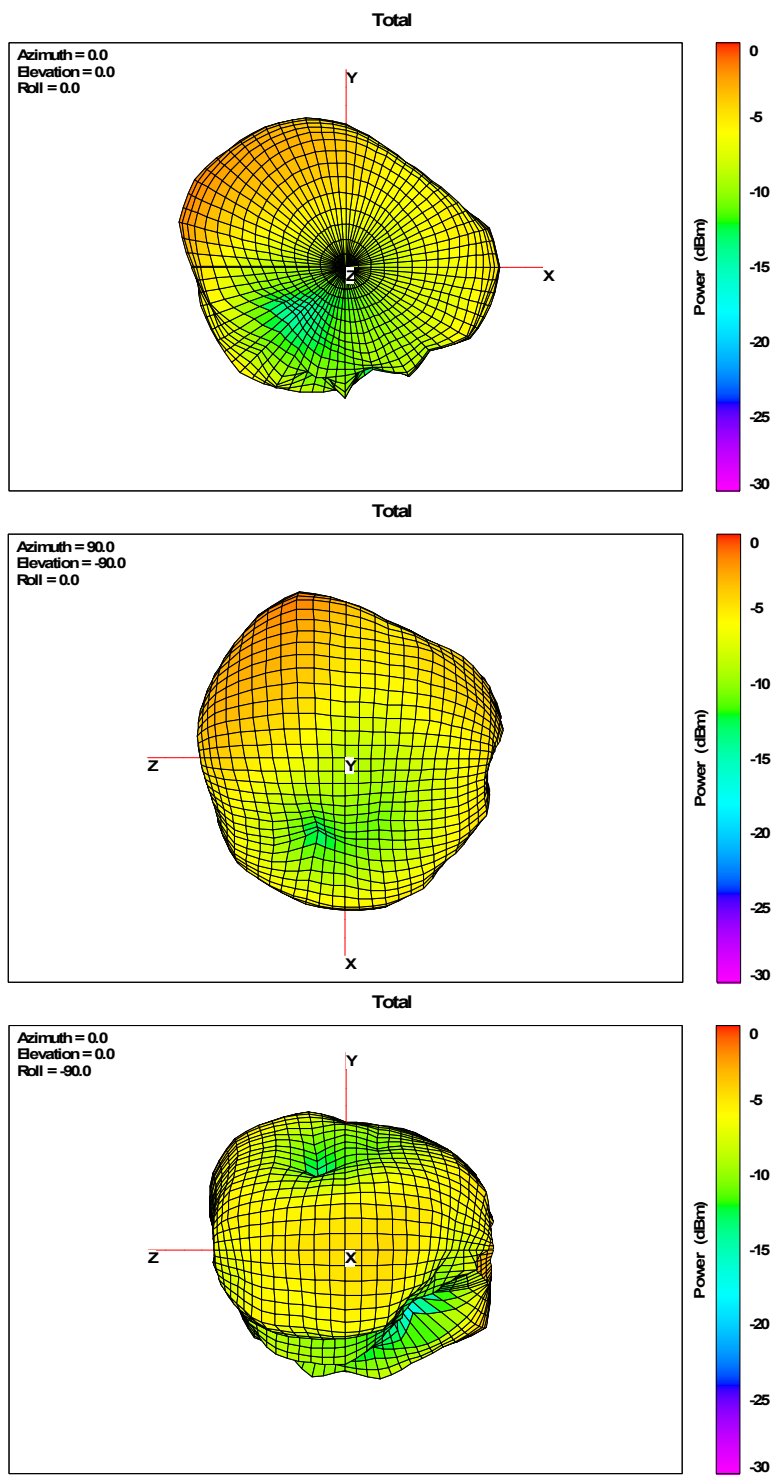 Total
Azimuth = 0.0
Elevation = 0.0
Roll = 0.0
Y
Z
X
0
-5
-10
-15
-20
-25
-30
Power (dBm)
Total
Azimuth = 90.0
Elevation = -90.0
Roll = 0.0
Z
Y
X
0
-5
-10
-15
-20
-25
-30
Power (dBm)
Total
Azimuth = 0.0
Elevation = 0.0
Roll = -90.0
Y
Z
X
0
-5
-10
-15
-20
-25
-30
Power (dBm)